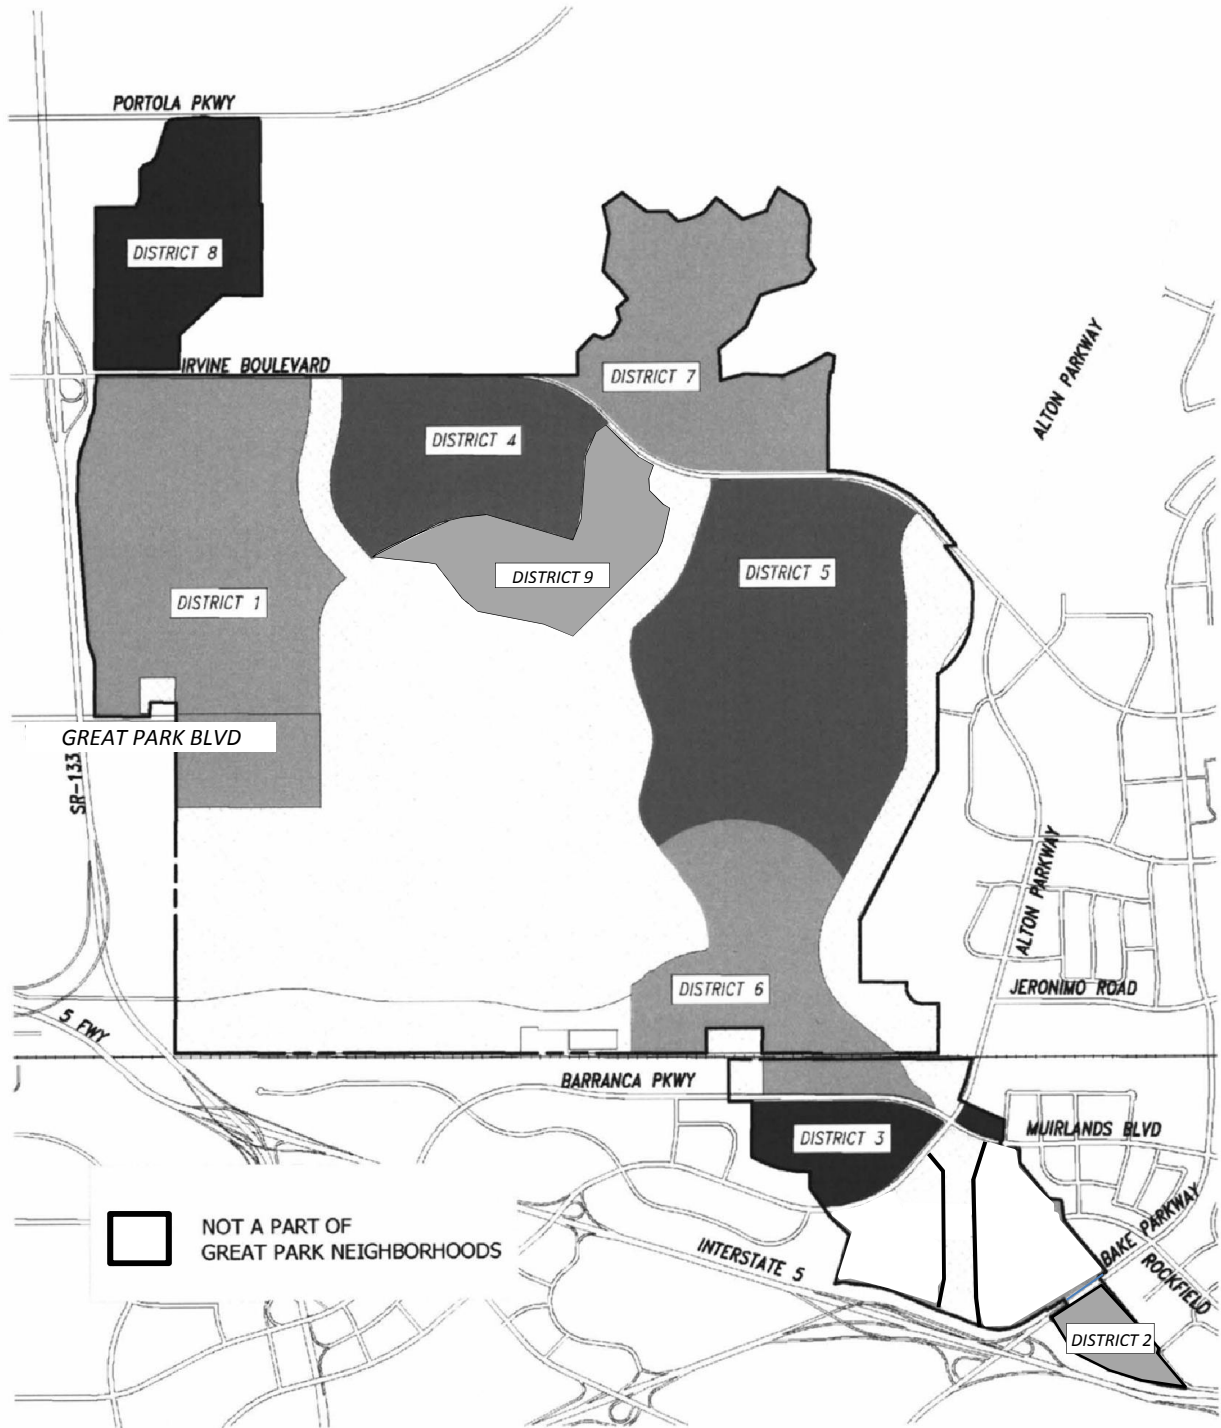 PORTOLA PKWY
DISTRICT 8
IRVINE BOULEVARD
DISTRICT 7
ALTON PARKWAY
DISTRICT 4
DISTRICT 9
DISTRICT 5
DISTRICT 1
GREAT PARK BLVD
SR-133
ALTON PARKWAY
DISTRICT 6
JERONIMO ROAD
5 FWY
BARRANCA PKWY
DISTRICT 3
MUIRLANDS BLVD
NOT A PART OF
GREAT PARK NEIGHBORHOODS
INTERSTATE 5
BAKE PARKWAY
ROCKFIELD
DISTRICT 2